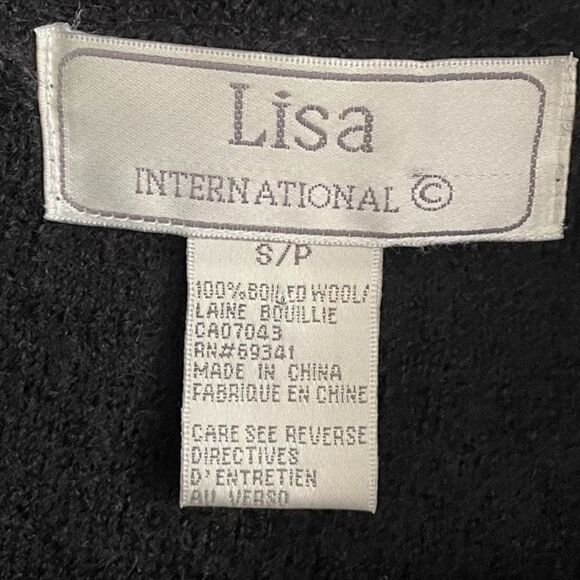 Lisa
INTERNATIONAL ©
S/P
100%BOILED WOOL/
LAINE BOUILLIE
CA07043
RN#69341
MADE IN CHINA
FABRIQUE EN CHINE
CARE SEE REVERSE
DIRECTIVES
D'ENTRETIEN
AU VERSO